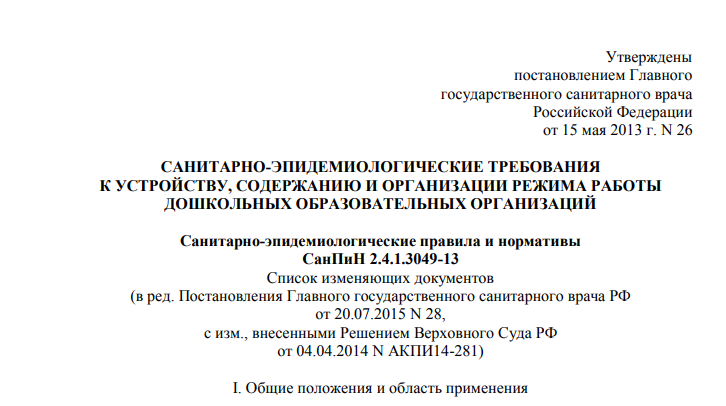 Утверждены
постановлением Главного
государственного санитарного врача
Российской Федерации
от 15 мая 2013 г. N 26
САНИТАРНО-ЭПИДЕМИОЛОГИЧЕСКИЕ ТРЕБОВАНИЯ
К УСТРОЙСТВУ, СОДЕРЖАНИЮ И ОРГАНИЗАЦИИ РЕЖИМА РАБОТЫ
ДОШКОЛЬНЫХ ОБРАЗОВАТЕЛЬНЫХ ОРГАНИЗАЦИЙ
Санитарно-эпидемиологические правила и нормативы
СанПиН 2.4.1.3049-13
Список изменяющих документов
(в ред. Постановления Главного государственного санитарного врача РФ
от 20.07.2015 N 28,
с изм., внесенными Решением Верховного Суда РФ
от 04.04.2014 N АКПИ14-281)
I. Общие положения и область применения